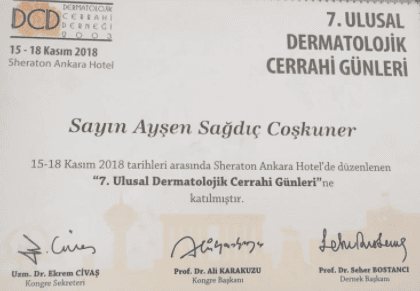 DCD
DERMATOLOJİK
CERRAHİ
DERNEĞİ
2003
15 - 18 Kasım 2018
Sheraton Ankara Hotel
7. ULUSAL
DERMATOLOJİK
CERRAHİ GÜNLERİ
Sayın Ayşen Sağdıç Coşkuner
15-18 Kasım 2018 tarihleri arasında Sheraton Ankara Hotel'de düzenlenen
"7. Ulusal Dermatolojik Cerrahi Günleri"ne
katılmıştır.
Uzm. Dr. Ekrem CİVAŞ
Kongre Sekreteri
Prof. Dr. Ali KARAKUZU
Kongre Başkanı
Prof. Dr. Seher BOSTANCI
Dernek Başkanı